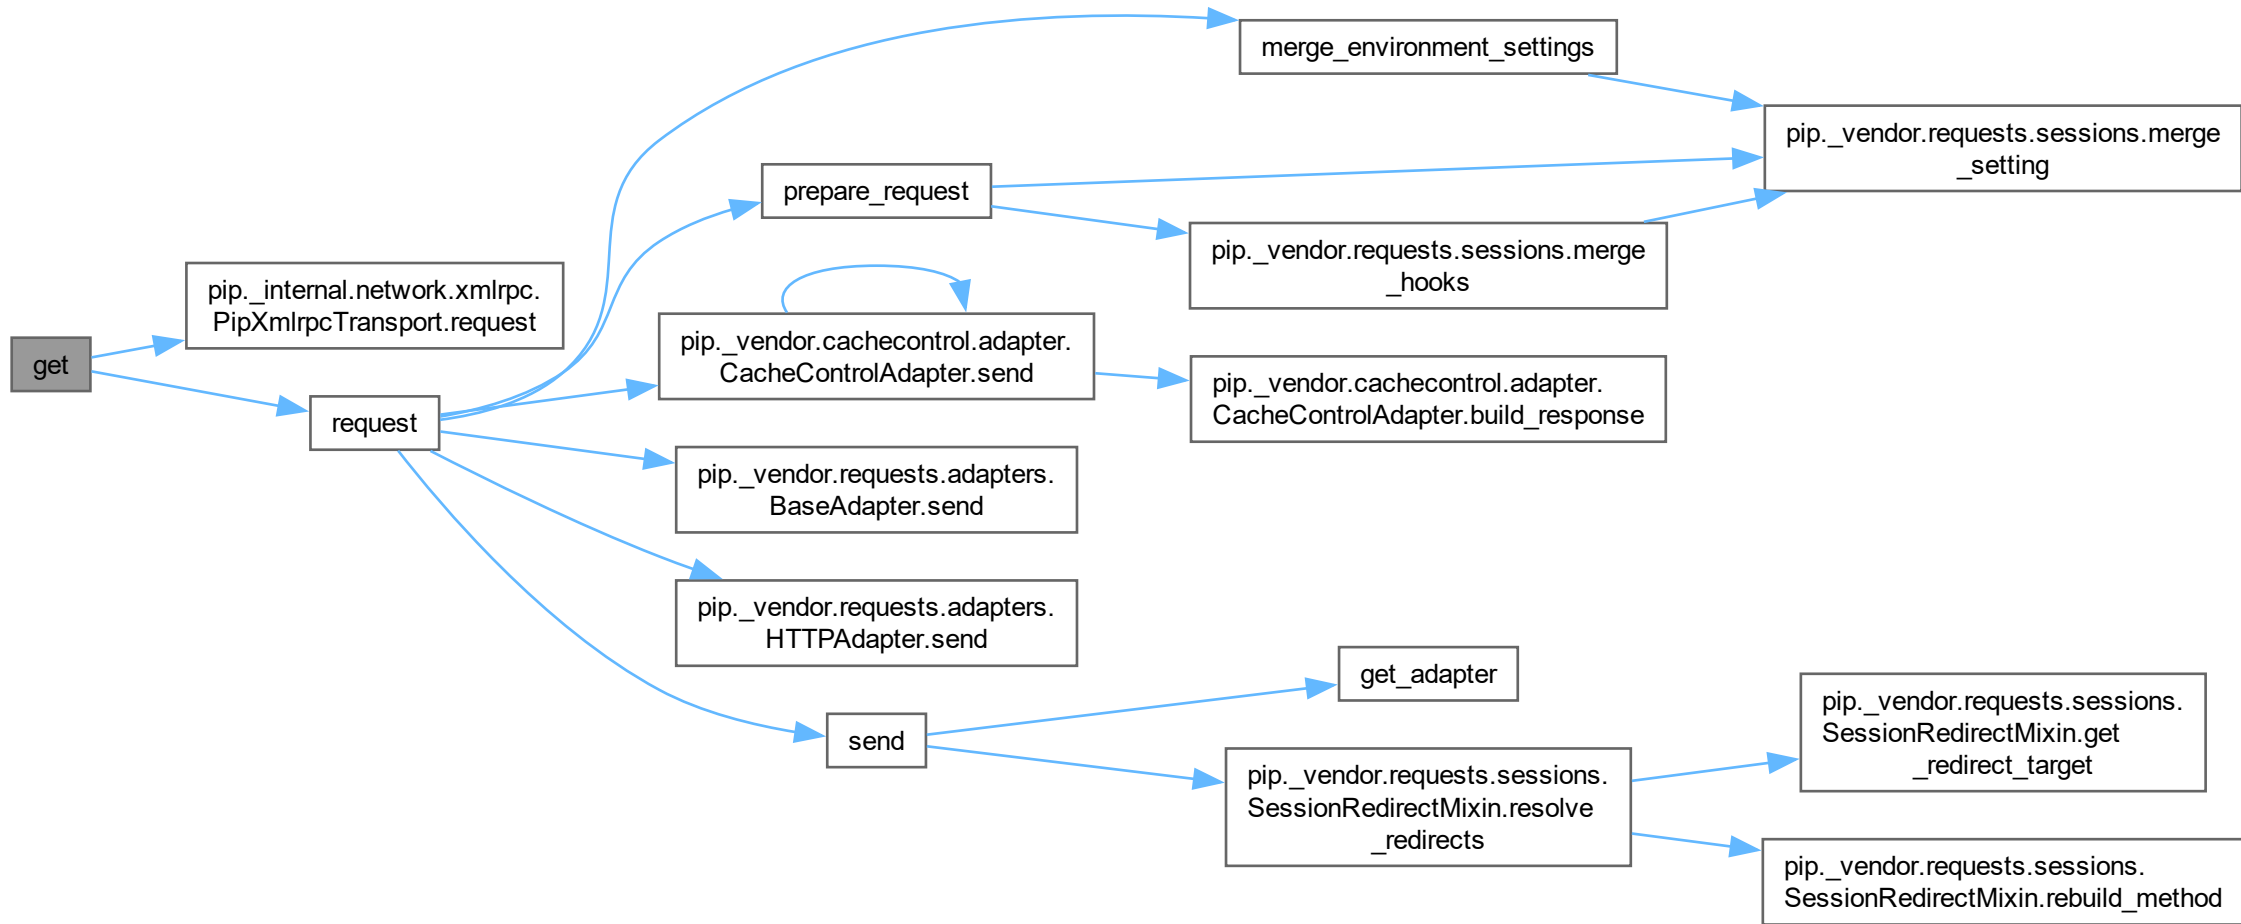 merge_environment_settings
pip._vendor.requests.sessions.merge
_setting
prepare_request
pip._vendor.requests.sessions.merge
_hooks
pip._internal.network.xmlrpc.
PipXmlrpcTransport.request
get
request
pip._vendor.cachecontrol.adapter.
CacheControlAdapter.send
pip._vendor.cachecontrol.adapter.
CacheControlAdapter.build_response
pip._vendor.requests.adapters.
BaseAdapter.send
pip._vendor.requests.adapters.
HTTPAdapter.send
send
get_adapter
pip._vendor.requests.sessions.
SessionRedirectMixin.resolve
_redirects
pip._vendor.requests.sessions.
SessionRedirectMixin.get
_redirect_target
pip._vendor.requests.sessions.
SessionRedirectMixin.rebuild_method